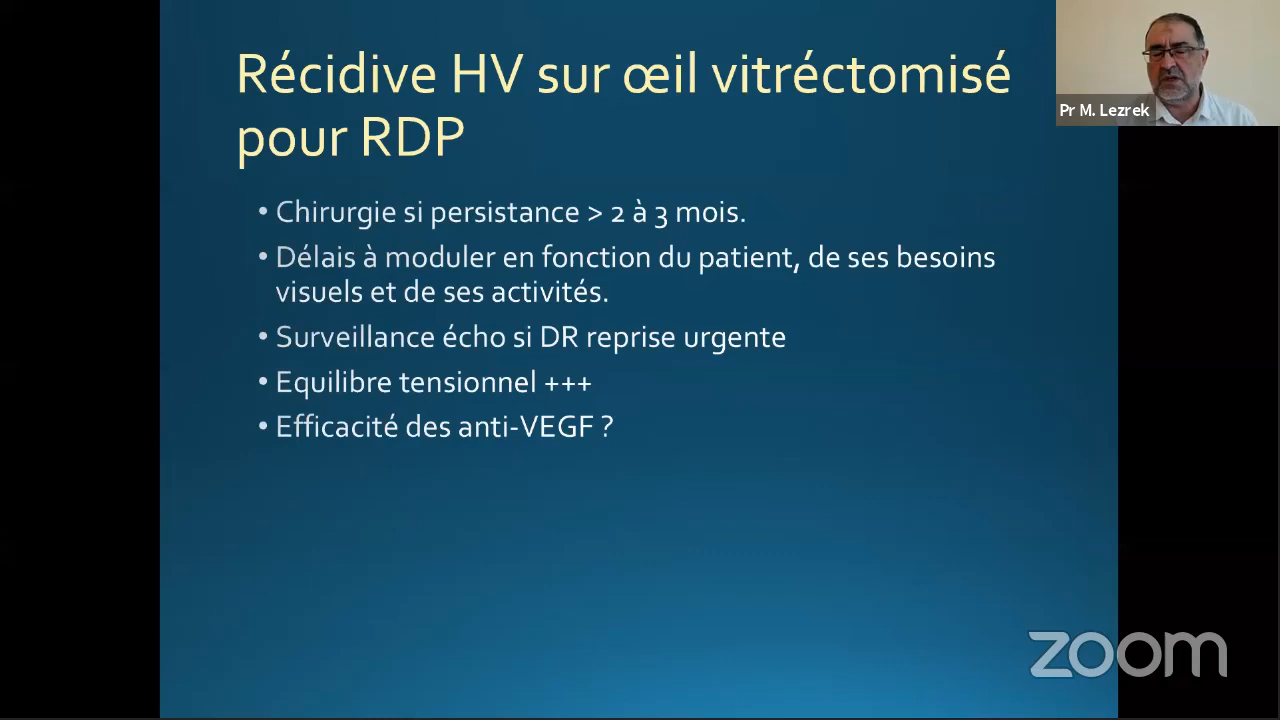 Récidive HV sur œil vitréctomisé
pour RDP
• Chirurgie si persistance > 2 à 3 mois.
• Délais à moduler en fonction du patient, de ses besoins
visuels et de ses activités.
• Surveillance écho si DR reprise urgente
• Equilibre tensionnel +++
• Efficacité des anti-VEGF ?
Pr M. Lezrek
zoom